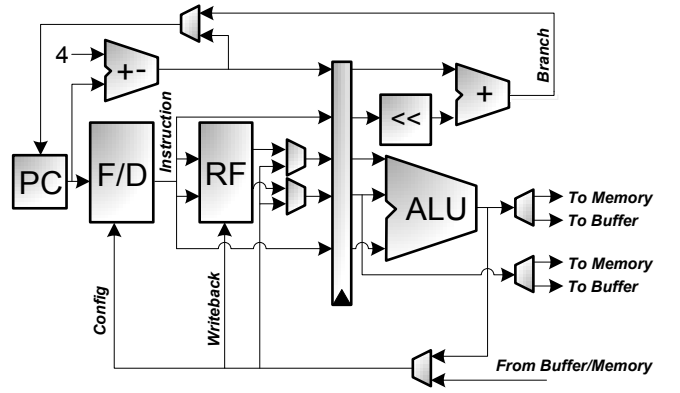 Branch
4
+-
+
Instruction
<<
PC
F/D
RF
ALU
To Memory
To Buffer
To Memory
To Buffer
Config
Writeback
From Buffer/Memory